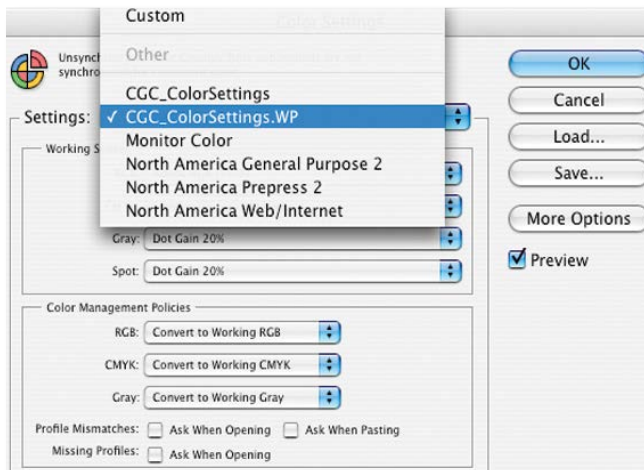 Custom
Color Settings
Other
Unsynch
synchro
CGC_ColorSettings
Settings: ✓ CGC_ColorSettings.WP
Monitor Color
North America General Purpose 2
North America Prepress 2
North America Web/Internet
Working S
Gray: Dot Gain 20%
Spot: Dot Gain 20%
Color Management Policies
RGB: Convert to Working RGB
CMYK: Convert to Working CMYK
Gray: Convert to Working Gray
Profile Mismatches: Ask When Opening Ask When Pasting
Missing Profiles: Ask When Opening
OK
Cancel
Load...
Save...
More Options
Preview